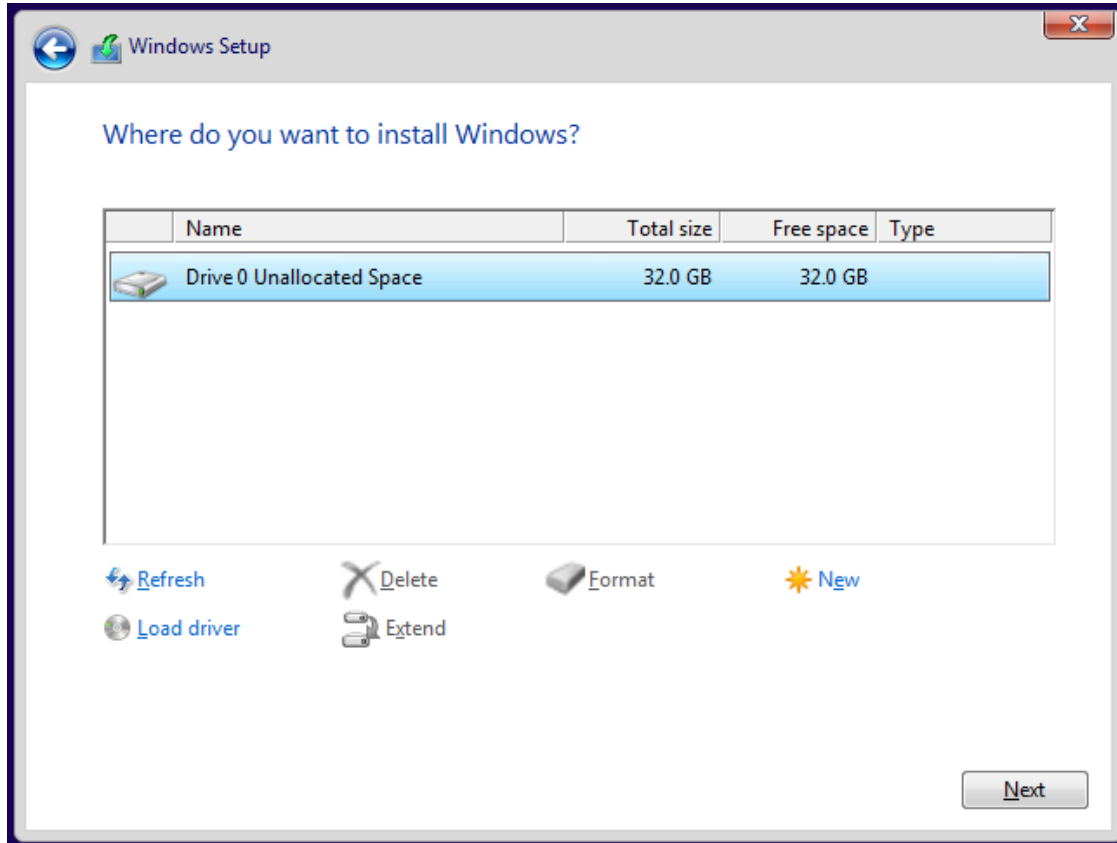 Windows Setup
Where do you want to install Windows?
Name Total size Free space Type
Drive 0 Unallocated Space 32.0 GB 32.0 GB
Refresh Delete Format New
Load driver Extend
Next